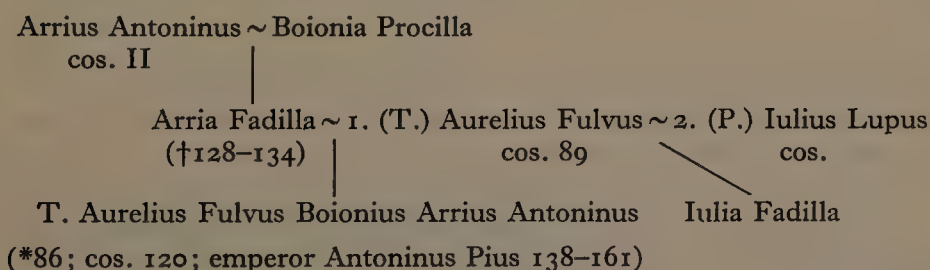 Arrius Antoninus ~ Boionia Procilla
cos. II
Arria Fadilla ~ 1. (T.) Aurelius Fulvus ~ 2. (P.) Iulius Lupus
(†128–134) cos. 89 cos.
T. Aurelius Fulvus Boionius Arrius Antoninus Iulia Fadilla
(*86; cos. 120; emperor Antoninus Pius 138–161)